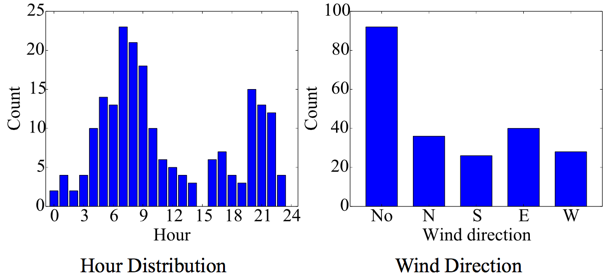 25
20
15
10
5
0
Count
0 3 6 9 12 15 18 21 24
Hour
Hour Distribution
100
80
60
40
20
0
Count
No N S E W
Wind direction
Wind Direction